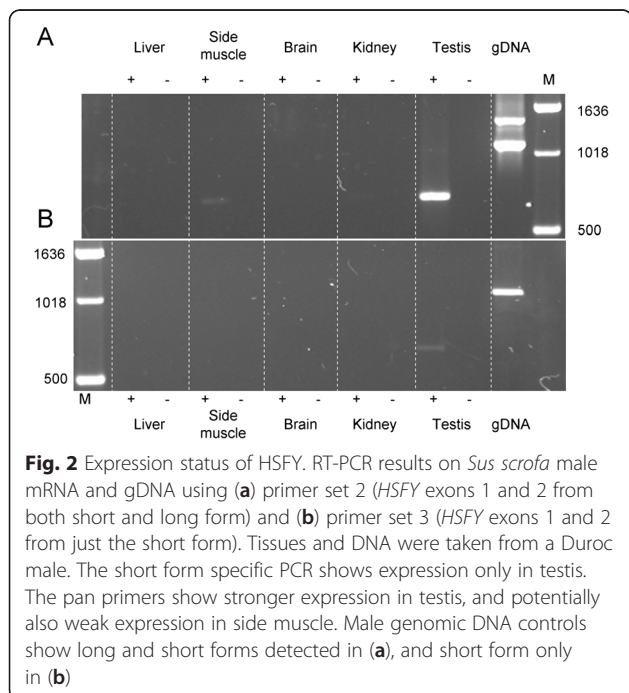 A
Liver Side muscle Brain Kidney Testis gDNA
+ - + - + - + - + - M
1636
1018
500
B
1636
1018
500
M + - + - + - + - + -
Liver Side muscle Brain Kidney Testis gDNA
Fig. 2 Expression status of HSFY. RT-PCR results on Sus scrofa male
mRNA and gDNA using (a) primer set 2 (HSFY exons 1 and 2 from
both short and long form) and (b) primer set 3 (HSFY exons 1 and 2
from just the short form). Tissues and DNA were taken from a Duroc
male. The short form specific PCR shows expression only in testis.
The pan primers show stronger expression in testis, and potentially
also weak expression in side muscle. Male genomic DNA controls
show long and short forms detected in (a), and short form only
in (b)